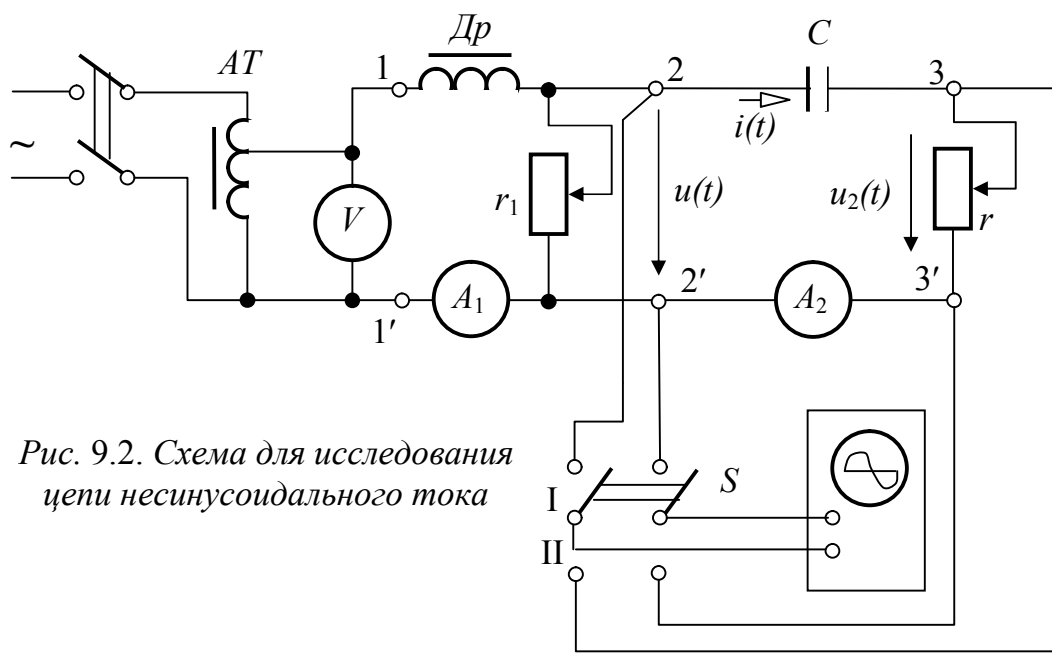 Др
АТ
1
2
C
3
i(t)
~
V
r1
u(t)
u2(t)
r
A1
2′
A2
3′
1′
Рис. 9.2. Схема для исследования
цепи несинусоидального тока
I
S
II